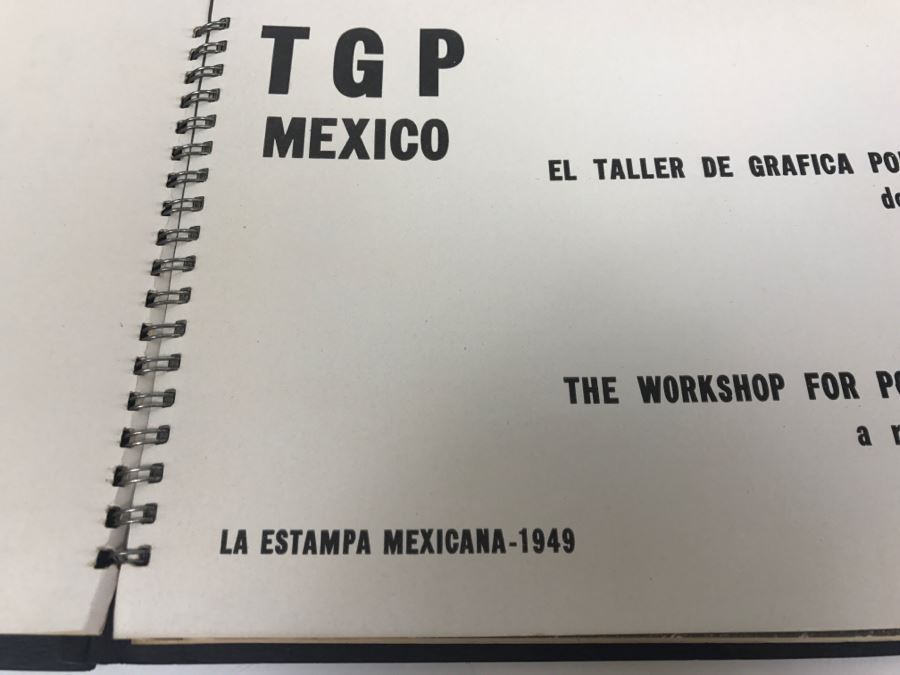 T G P
MEXICO
EL TALLER DE GRAFICA
THE WORKSHOP FOR
a
LA ESTAMPA MEXICANA-1949